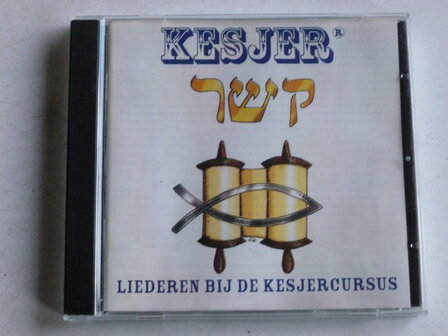 KESJER®
קשר
LIEDEREN BIJ DE KESJERCURSUS